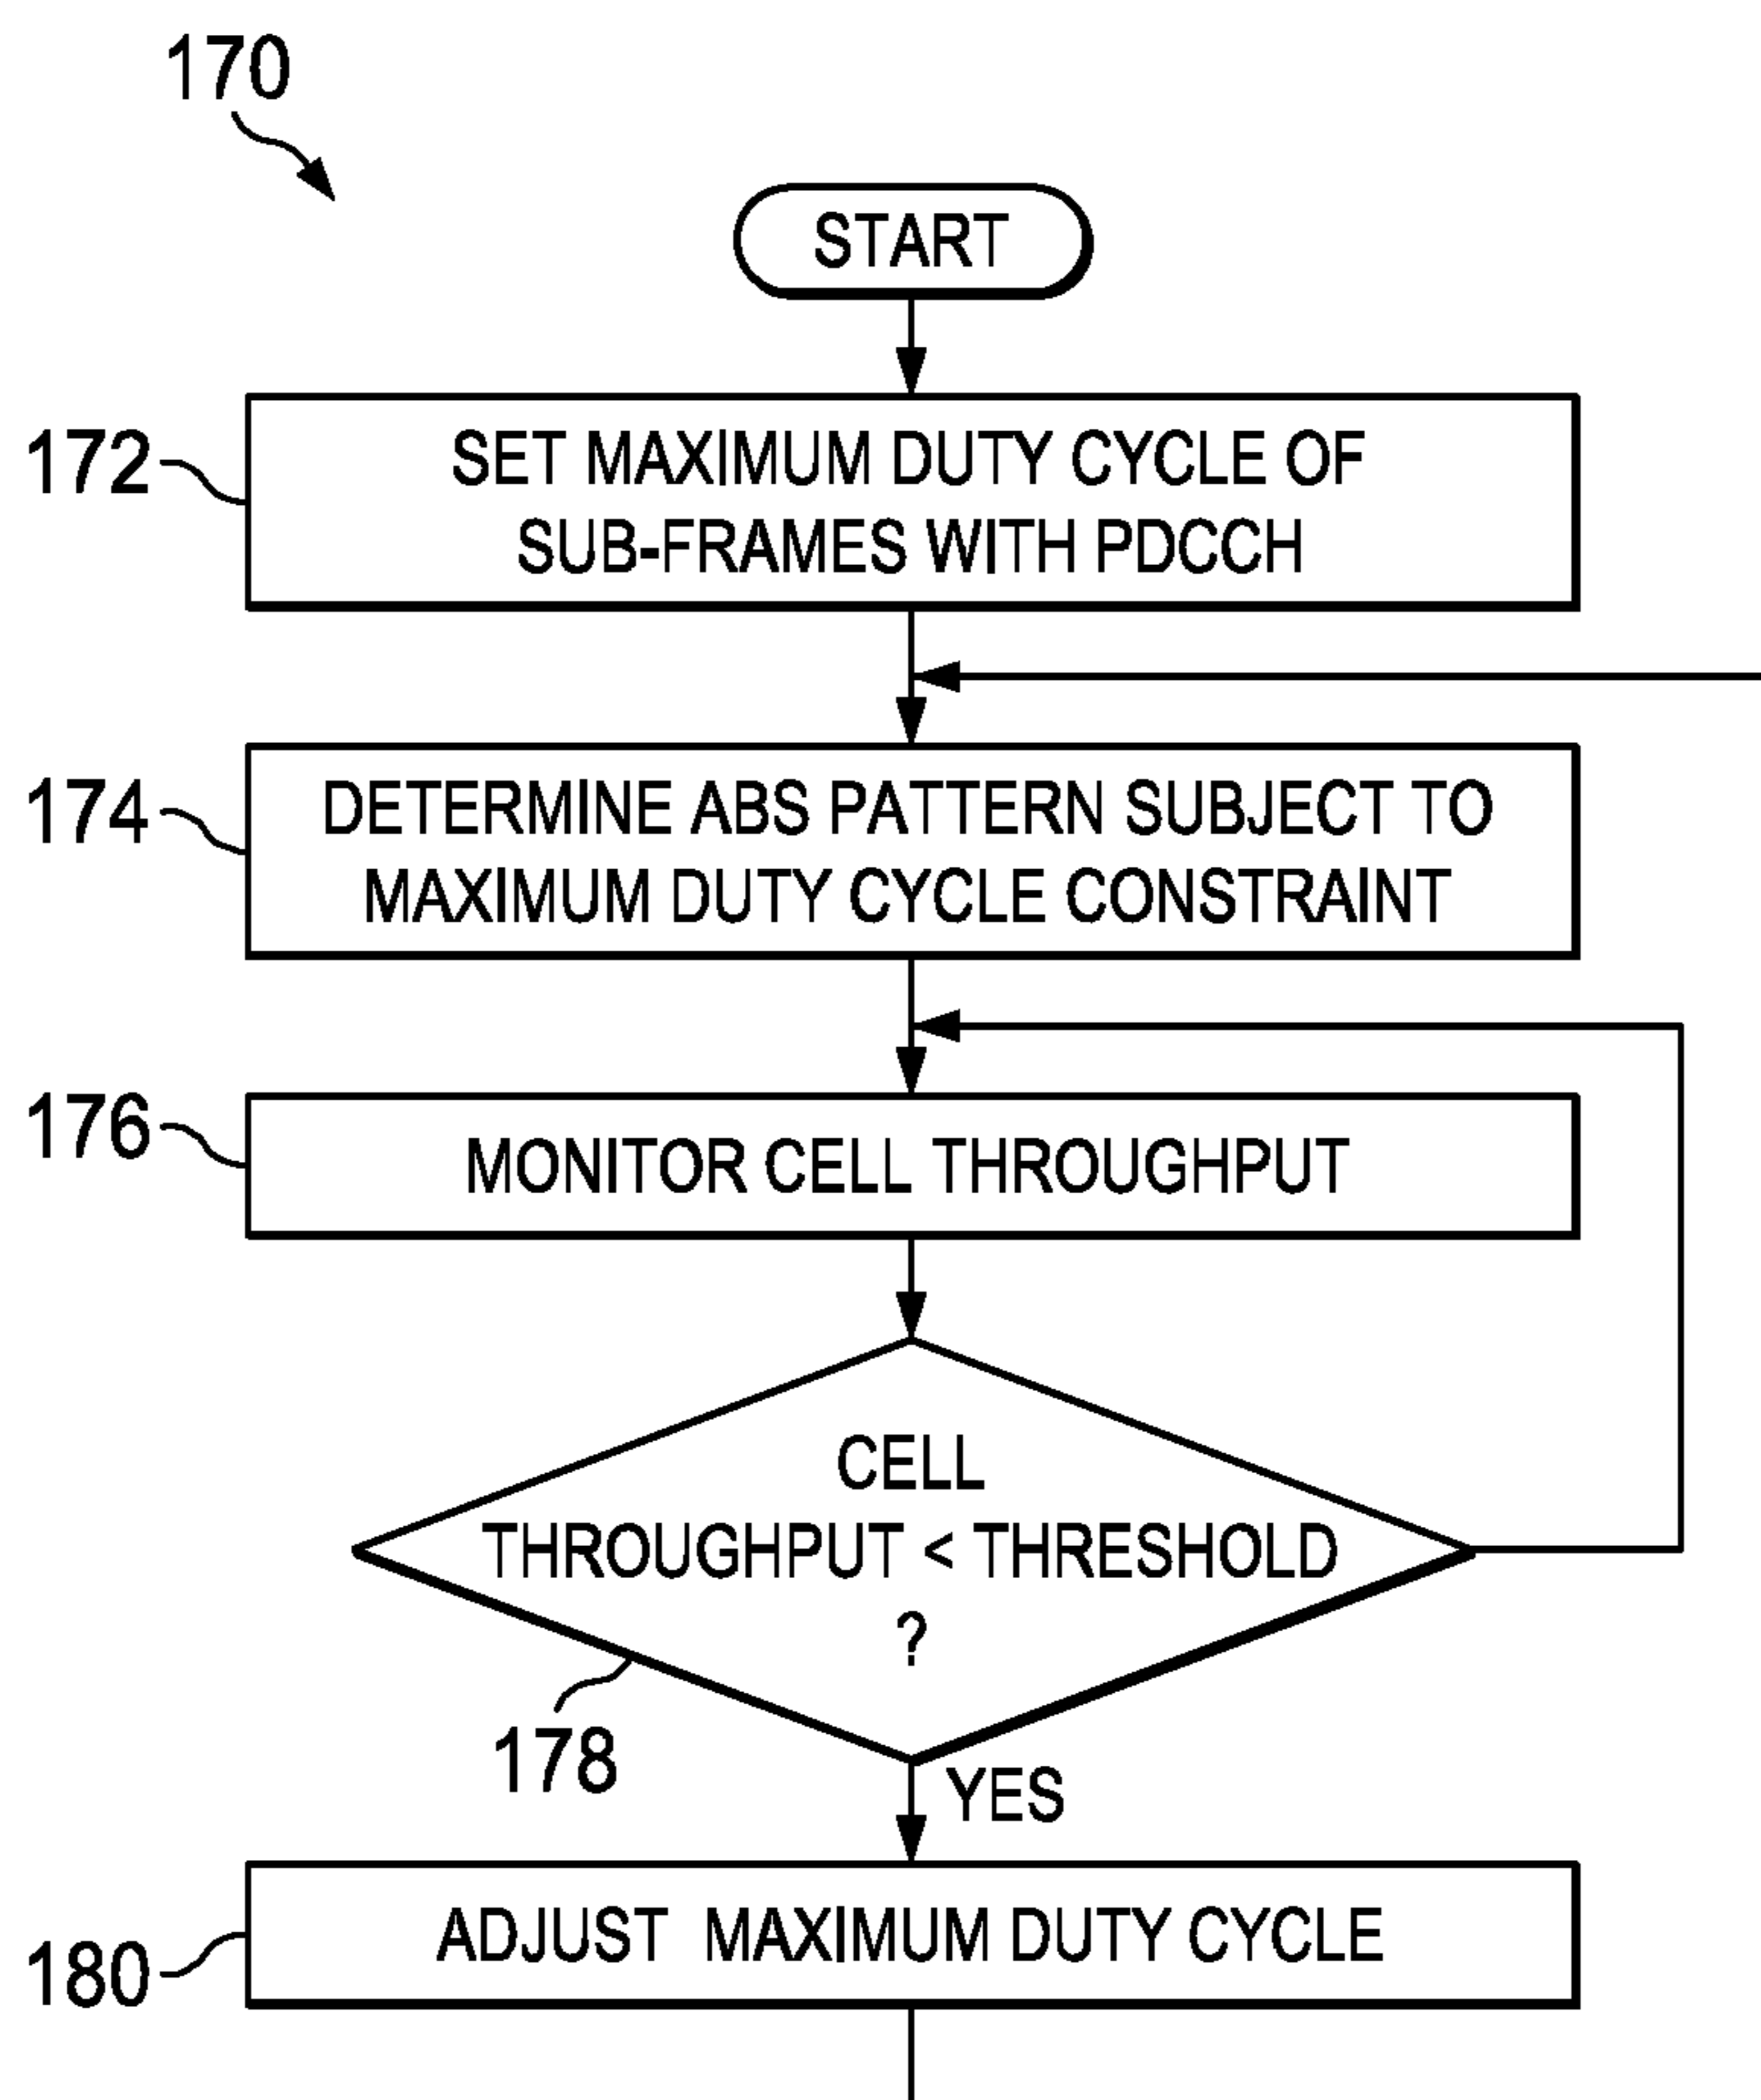 170
START
172
SET MAXIMUM DUTY CYCLE OF
SUB-FRAMES WITH PDCCH
174
DETERMINE ABS PATTERN SUBJECT TO
MAXIMUM DUTY CYCLE CONSTRAINT
176
MONITOR CELL THROUGHPUT
CELL
THROUGHPUT < THRESHOLD
?
178
YES
180
ADJUST MAXIMUM DUTY CYCLE